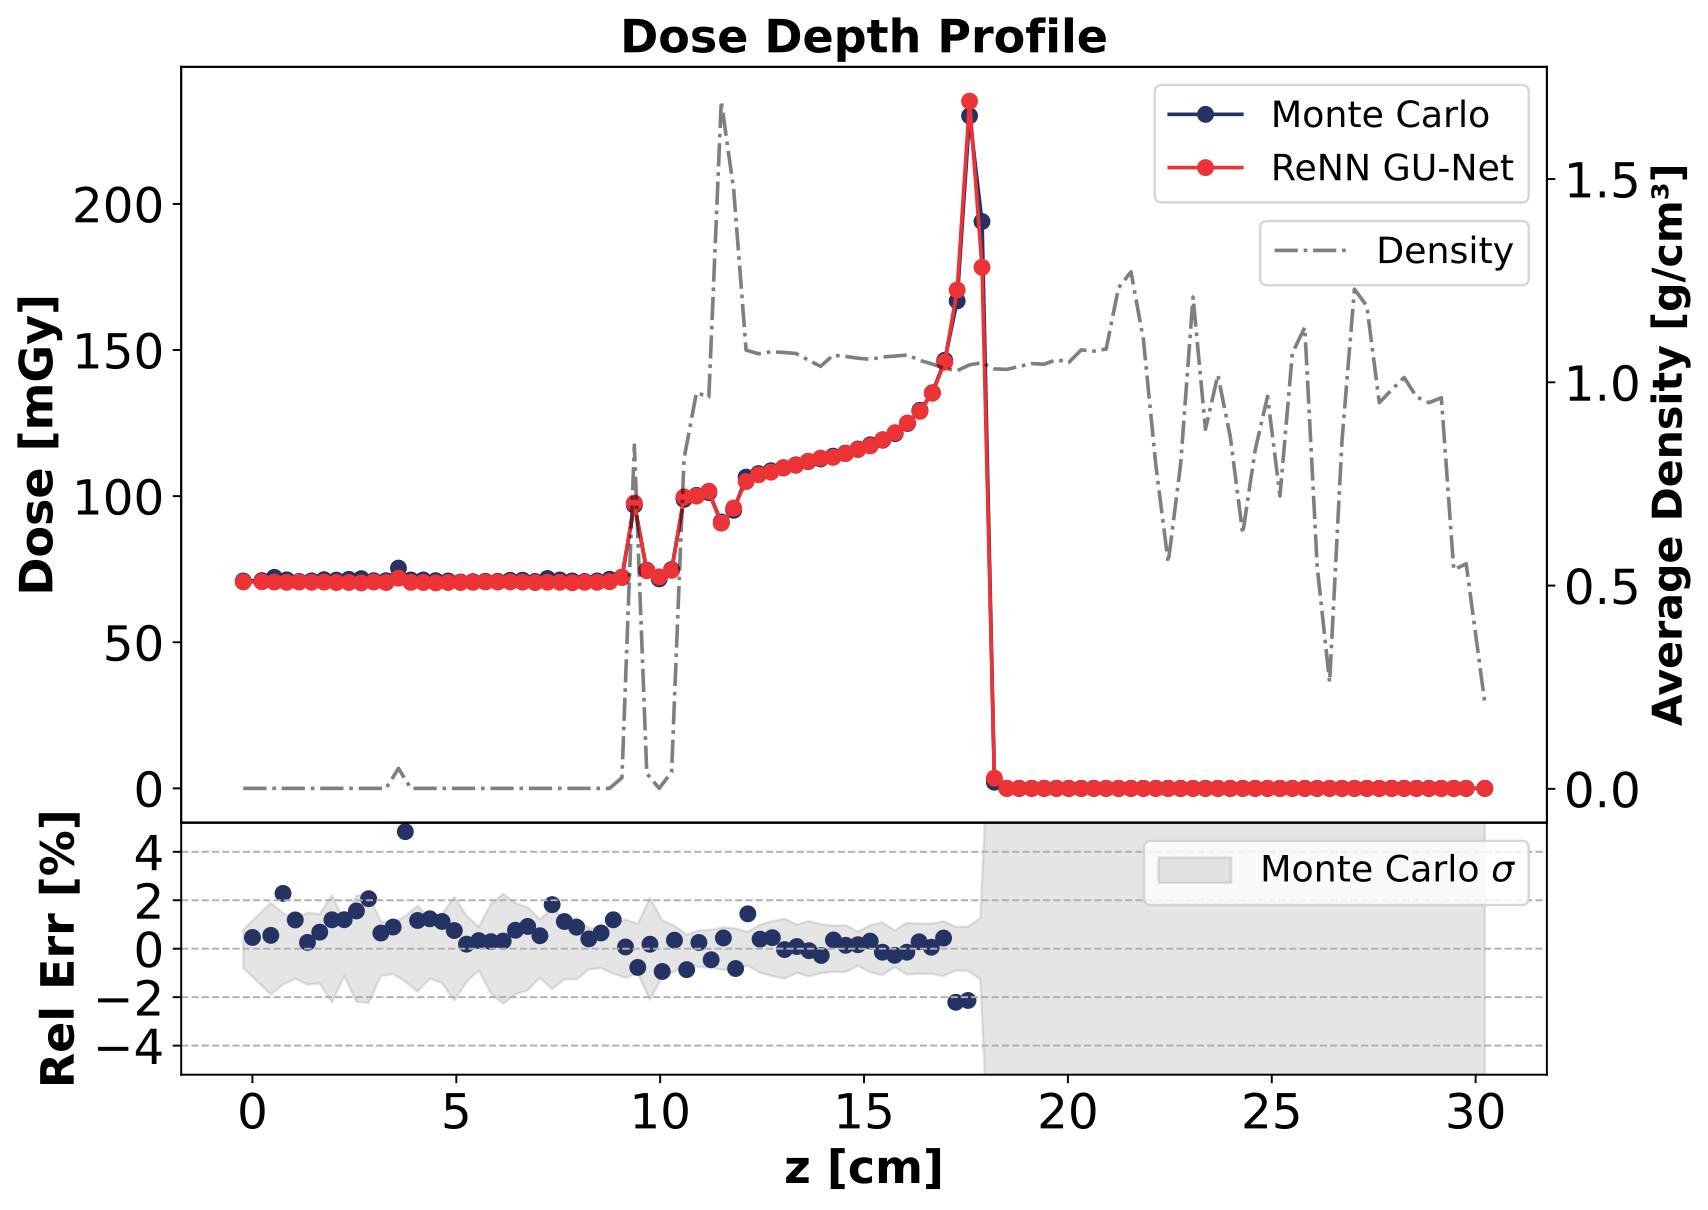 Dose Depth Profile
Dose [mGy]
200
150
100
50
0
Monte Carlo
ReNN GU-Net
Density
1.5
1.0
0.5
0.0
Average Density [g/cm³]
Rel Err [%]
4
2
0
−2
−4
Monte Carlo σ
0 5 10 15 20 25 30
z [cm]